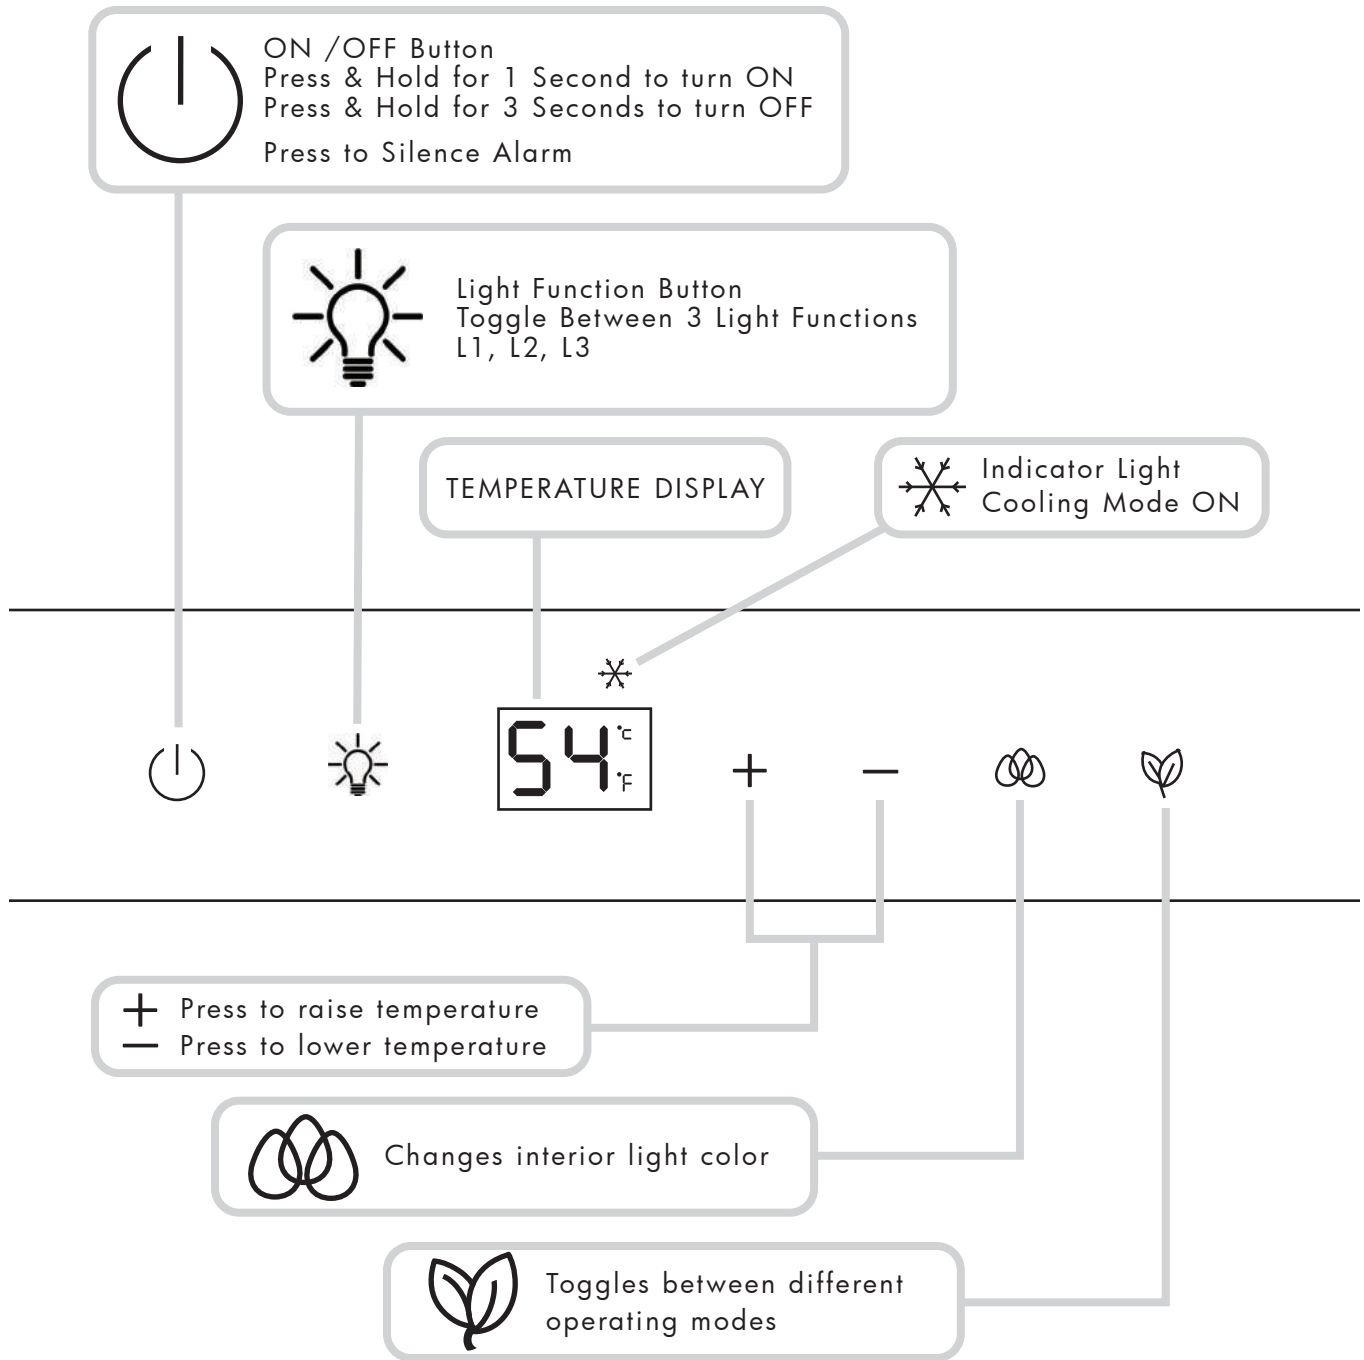 ON /OFF Button
Press & Hold for 1 Second to turn ON
Press & Hold for 3 Seconds to turn OFF
Press to Silence Alarm
Light Function Button
Toggle Between 3 Light Functions
L1, L2, L3
TEMPERATURE DISPLAY
Indicator Light
Cooling Mode ON
54 °C
°F
+ −
+ Press to raise temperature
− Press to lower temperature
Changes interior light color
Toggles between different
operating modes